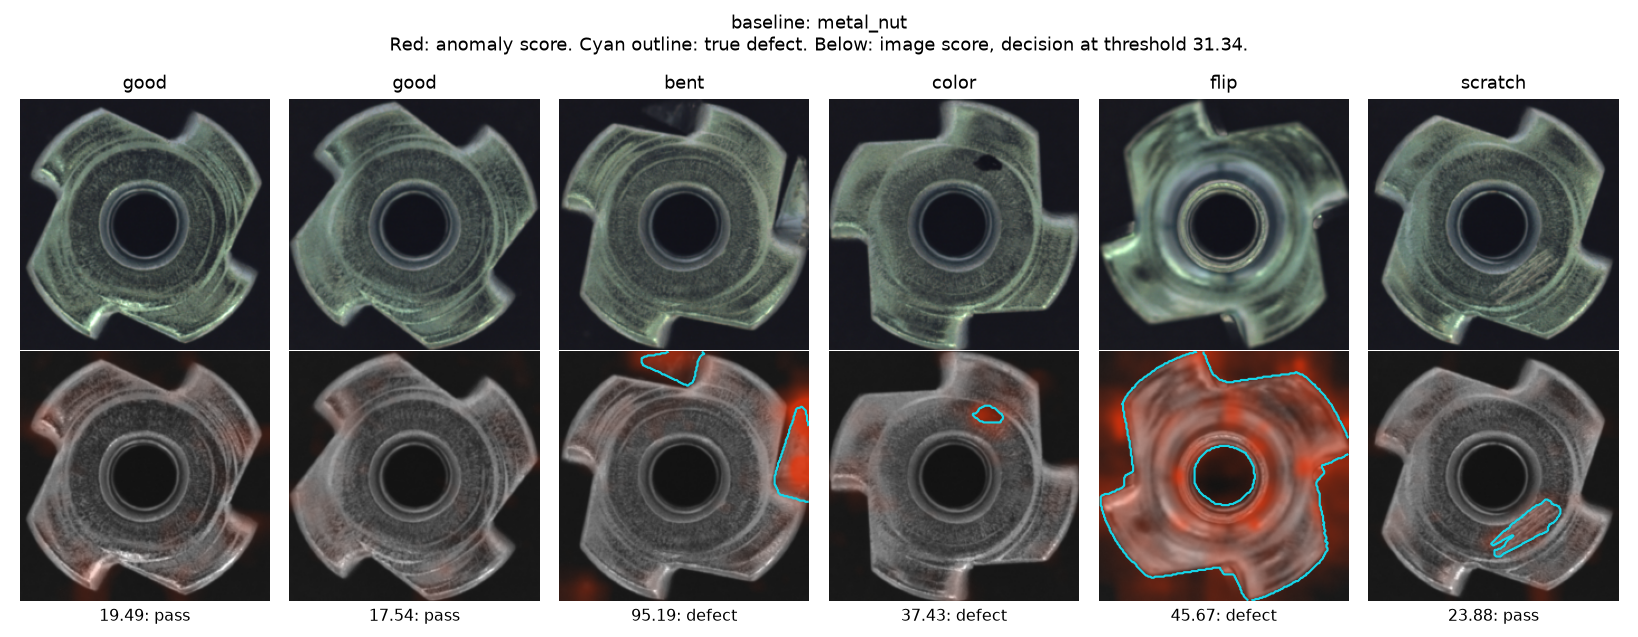 baseline: metal_nut
Red: anomaly score. Cyan outline: true defect. Below: image score, decision at threshold 31.34.
good good bent color flip scratch
19.49: pass 17.54: pass 95.19: defect 37.43: defect 45.67: defect 23.88: pass